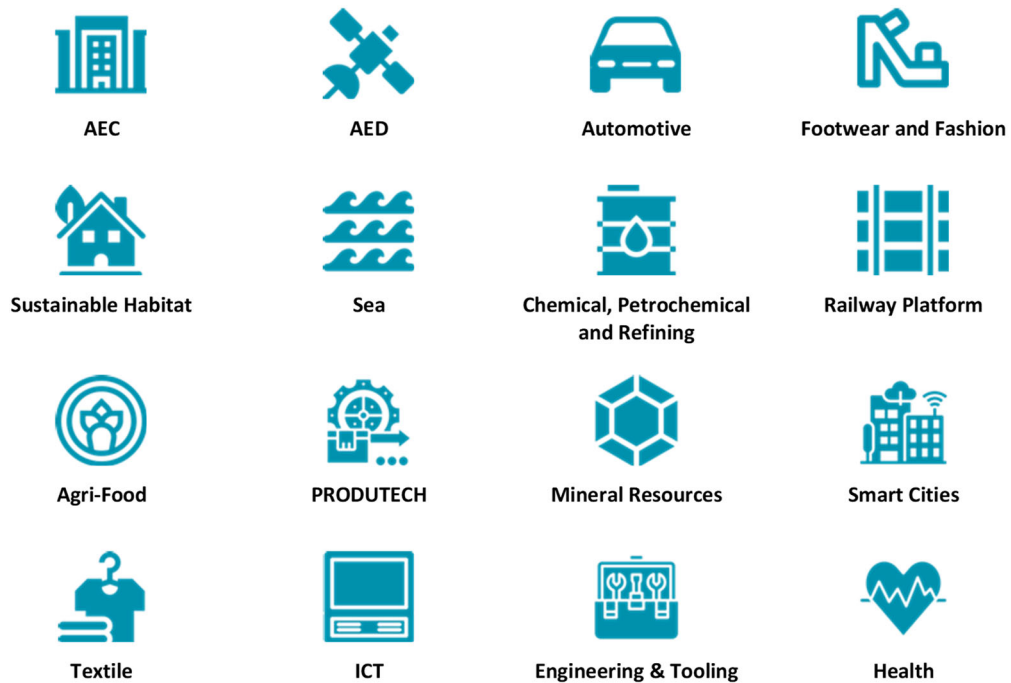 AEC
AED
Automotive
Footwear and Fashion
Sustainable Habitat
Sea
Chemical, Petrochemical
and Refining
Railway Platform
Agri-Food
PRODUTECH
Mineral Resources
Smart Cities
Textile
ICT
Engineering & Tooling
Health